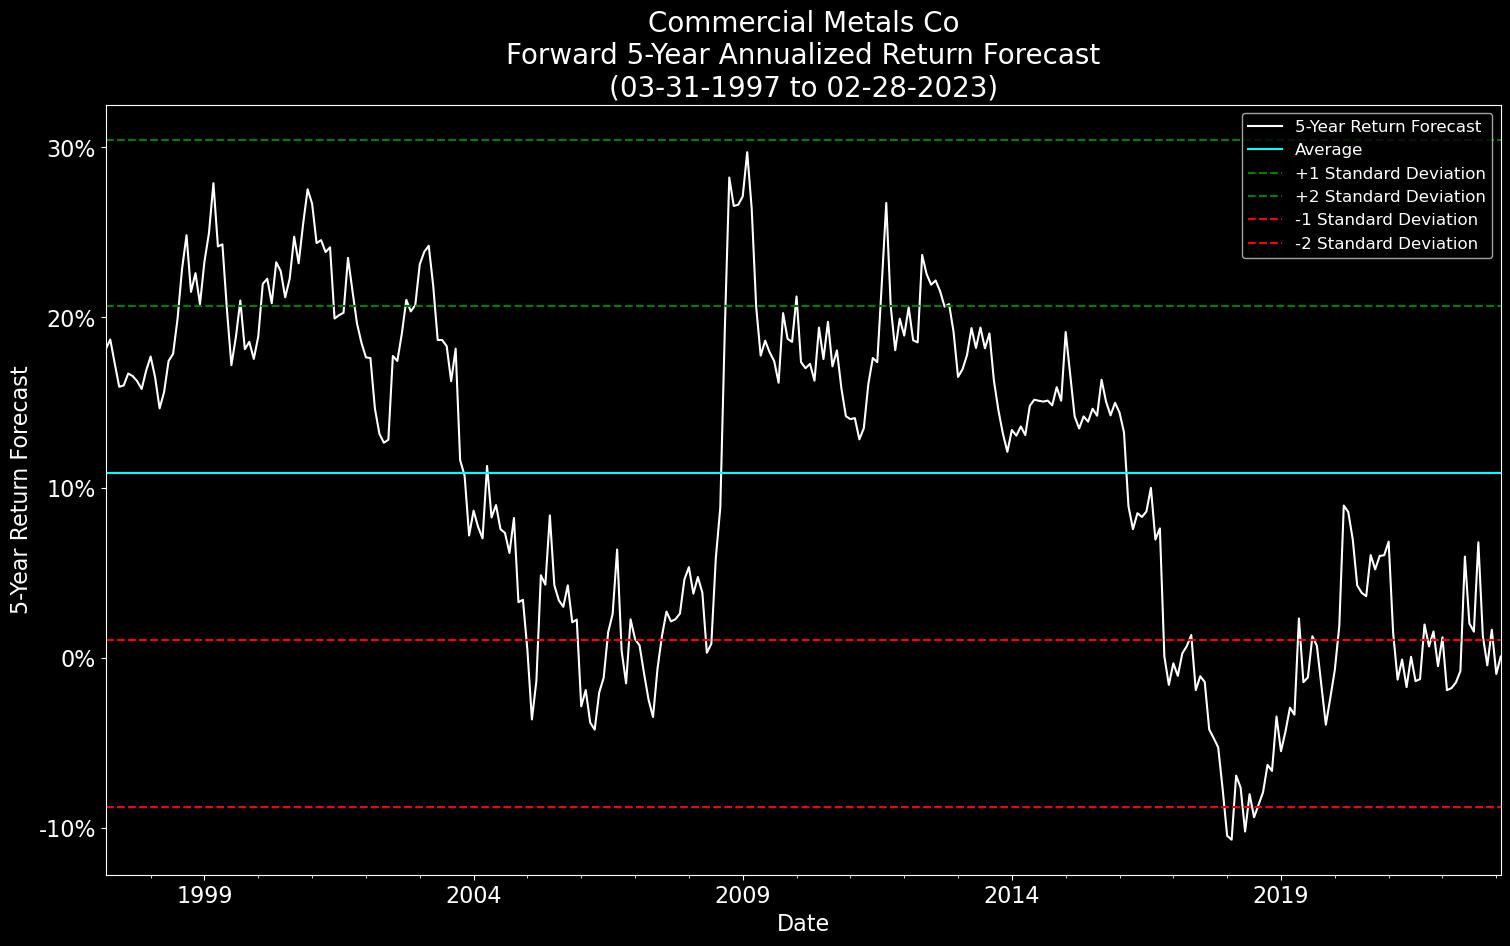 Commercial Metals Co
Forward 5-Year Annualized Return Forecast
(03-31-1997 to 02-28-2023)
5-Year Return Forecast
Average
+1 Standard Deviation
+2 Standard Deviation
-1 Standard Deviation
-2 Standard Deviation
30%
20%
10%
0%
-10%
5-Year Return Forecast
1999 2004 2009 2014 2019
Date